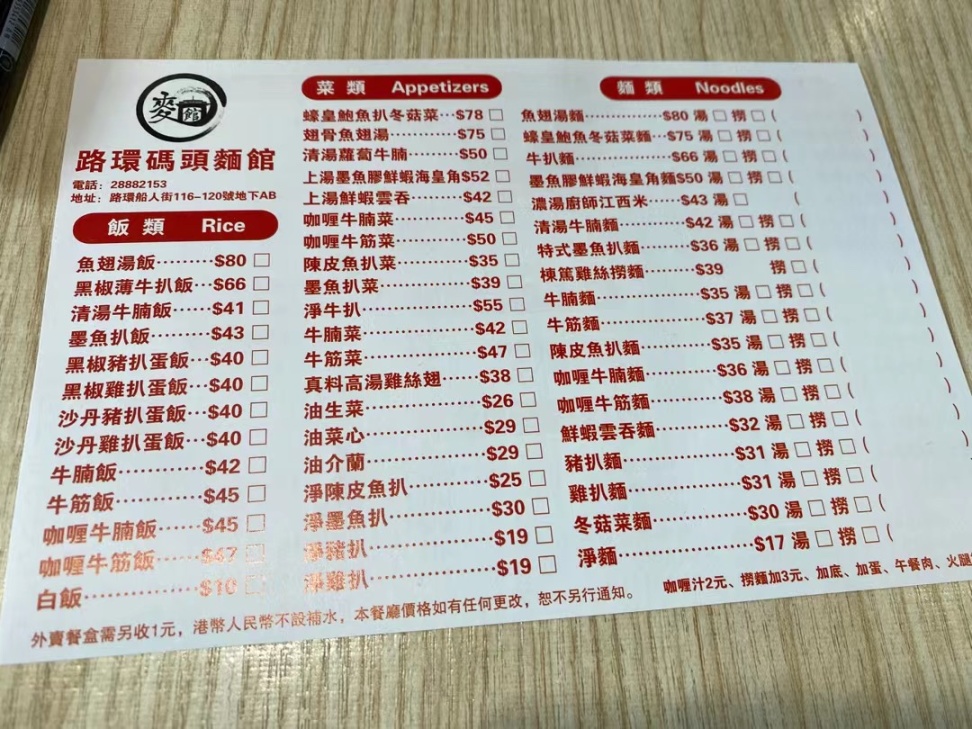 麥館
路環碼頭麵館
電話：28882153
地址：路環船人街116-120號地下AB
飯類 Rice
魚翅湯飯………$80 □
黑椒薄牛扒飯…$66 □
清湯牛腩飯……$41 □
墨魚扒飯………$43 □
黑椒豬扒蛋飯…$40 □
黑椒雞扒蛋飯…$40 □
沙丹豬扒蛋飯…$40 □
沙丹雞扒蛋飯…$40 □
牛腩飯…………$42 □
牛筋飯…………$45 □
咖喱牛腩飯……$45 □
咖喱牛筋飯……$47 □
白飯……………$10 □
菜類 Appetizers
蠔皇鮑魚扒冬菇菜…$78 □
翅骨魚翅湯…………$75 □
清湯蘿蔔牛腩………$50 □
上湯墨魚膠鮮蝦海皇角$52 □
上湯鮮蝦雲吞………$42 □
咖喱牛腩菜…………$45 □
咖喱牛筋菜…………$50 □
陳皮魚扒菜…………$35 □
墨魚扒菜……………$39 □
淨牛扒………………$55 □
牛腩菜………………$42 □
牛筋菜………………$47 □
真料高湯雞絲翅……$38 □
油生菜………………$26 □
油菜心………………$29 □
油介蘭………………$29 □
淨陳皮魚扒…………$25 □
淨墨魚扒……………$30 □
淨豬扒………………$19 □
淨雞扒………………$19 □
麵類 Noodles
魚翅湯麵……………$80 湯□ 撈□ ( )
蠔皇鮑魚冬菇菜麵…$75 湯□ 撈□ ( )
牛扒麵………………$66 湯□ 撈□ ( )
墨魚膠鮮蝦海皇角麵$50 湯□ 撈□ ( )
濃湯廚師江西米……$43 湯□ ( )
清湯牛腩麵…………$42 湯□ 撈□ ( )
特式墨魚扒麵………$36 湯□ 撈□ ( )
棟篤雞絲撈麵………$39 撈□ ( )
牛腩麵………………$35 湯□ 撈□ ( )
牛筋麵………………$37 湯□ 撈□ ( )
陳皮魚扒麵…………$35 湯□ 撈□ ( )
咖喱牛腩麵…………$36 湯□ 撈□ ( )
咖喱牛筋麵…………$38 湯□ 撈□ ( )
鮮蝦雲吞麵…………$32 湯□ 撈□ ( )
豬扒麵………………$31 湯□ 撈□ ( )
雞扒麵………………$31 湯□ 撈□ (
冬菇菜麵……………$30 湯□ 撈□ (
淨麵…………………$17 湯□ 撈□ (
咖喱汁2元、撈麵加3元、加底、加蛋、午餐肉、火腿
外賣餐盒需另收1元，港幣人民幣不設補水，本餐廳價格如有任何更改，恕不另行通知。